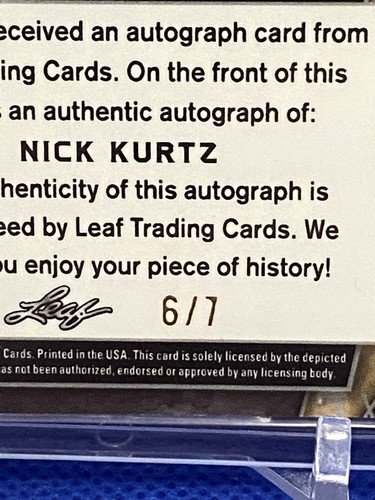 eceived an autograph card from
ing Cards. On the front of this
s an authentic autograph of:
NICK KURTZ
henticity of this autograph is
eed by Leaf Trading Cards. We
ou enjoy your piece of history!
Leaf 6/7
Cards. Printed in the USA. This card is solely licensed by the depicted
as not been authorized, endorsed or approved by any licensing body.